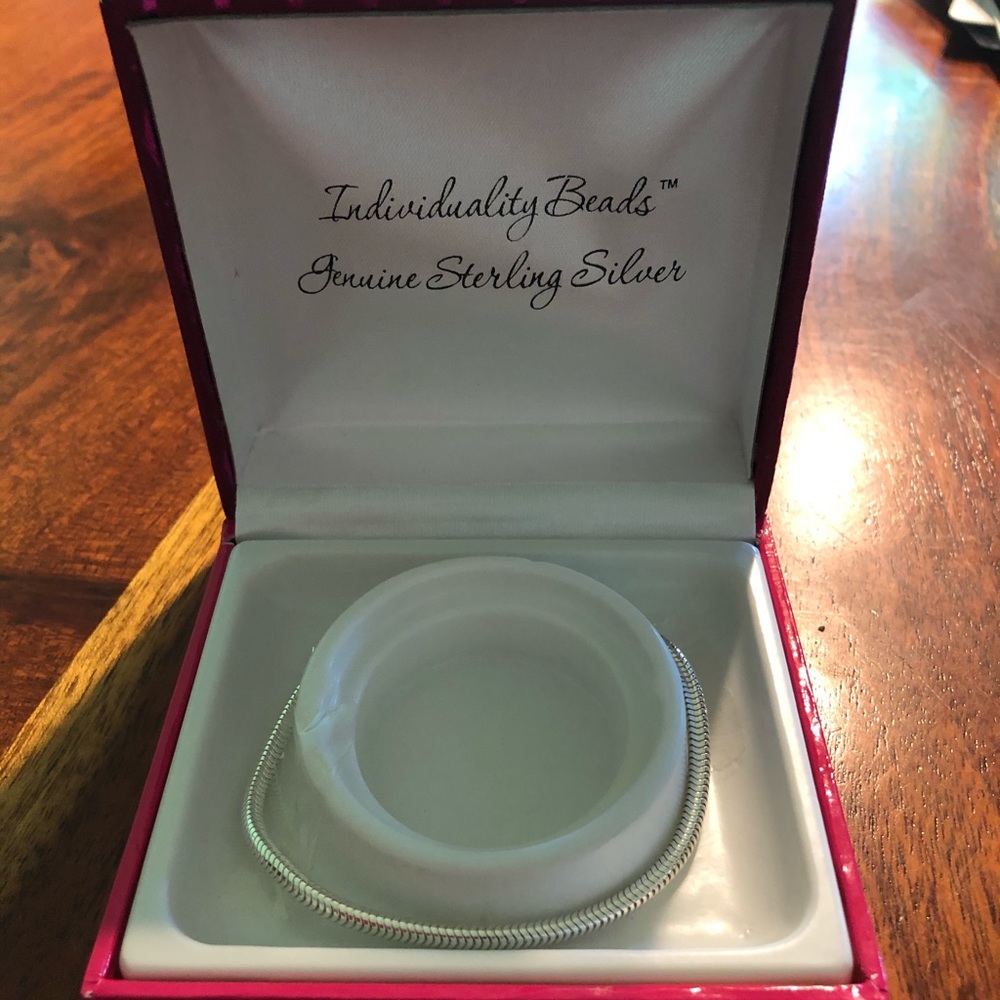 Individuality Beads™
Genuine Sterling Silver